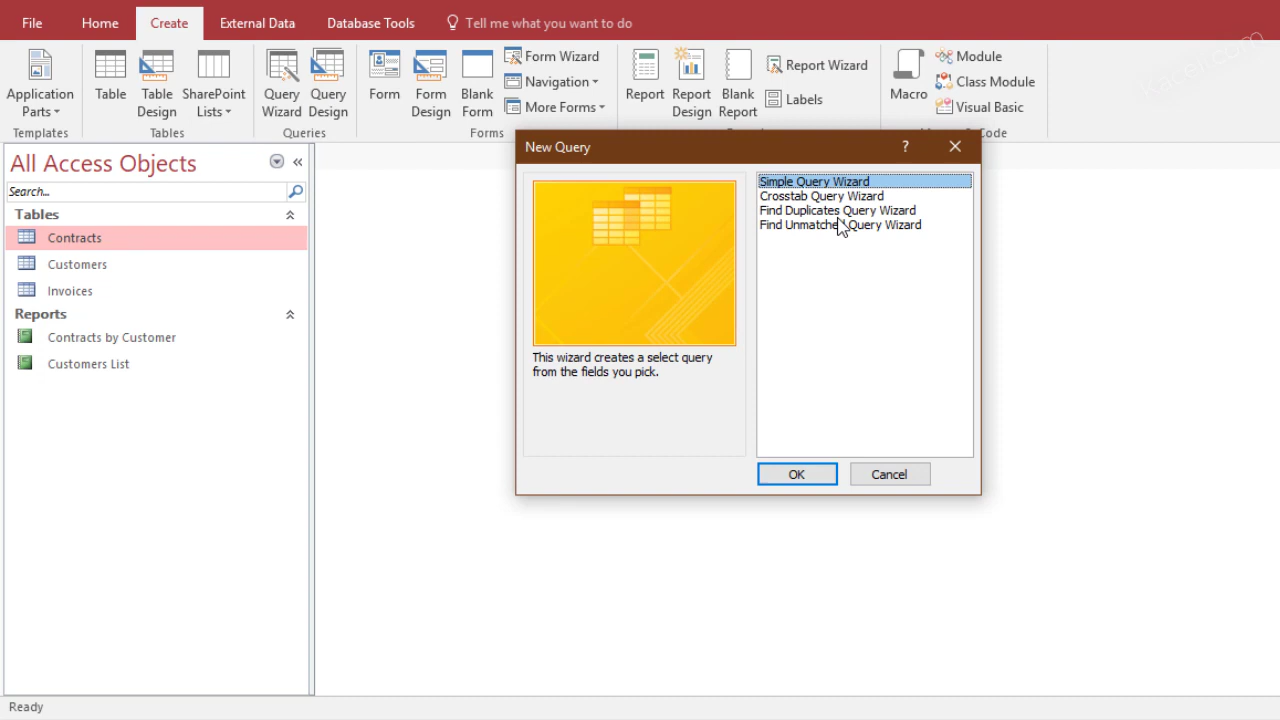 File Home Create External Data Database Tools Tell me what you want to do
Application Parts
Templates
Table
Table Design
SharePoint Lists
Tables
Query Wizard
Query Design
Queries
Form
Form Design
Blank Form
Form Wizard
Navigation
More Forms
Forms
Report
Report Design
Blank Report
Report Wizard
Labels
Macro
Module
Class Module
Visual Basic
Code
All Access Objects
Search...
Tables
Contracts
Customers
Invoices
Reports
Contracts by Customer
Customers List
New Query
?
This wizard creates a select query
from the fields you pick.
Simple Query Wizard
Crosstab Query Wizard
Find Duplicates Query Wizard
Find Unmatched Query Wizard
OK
Cancel
Ready